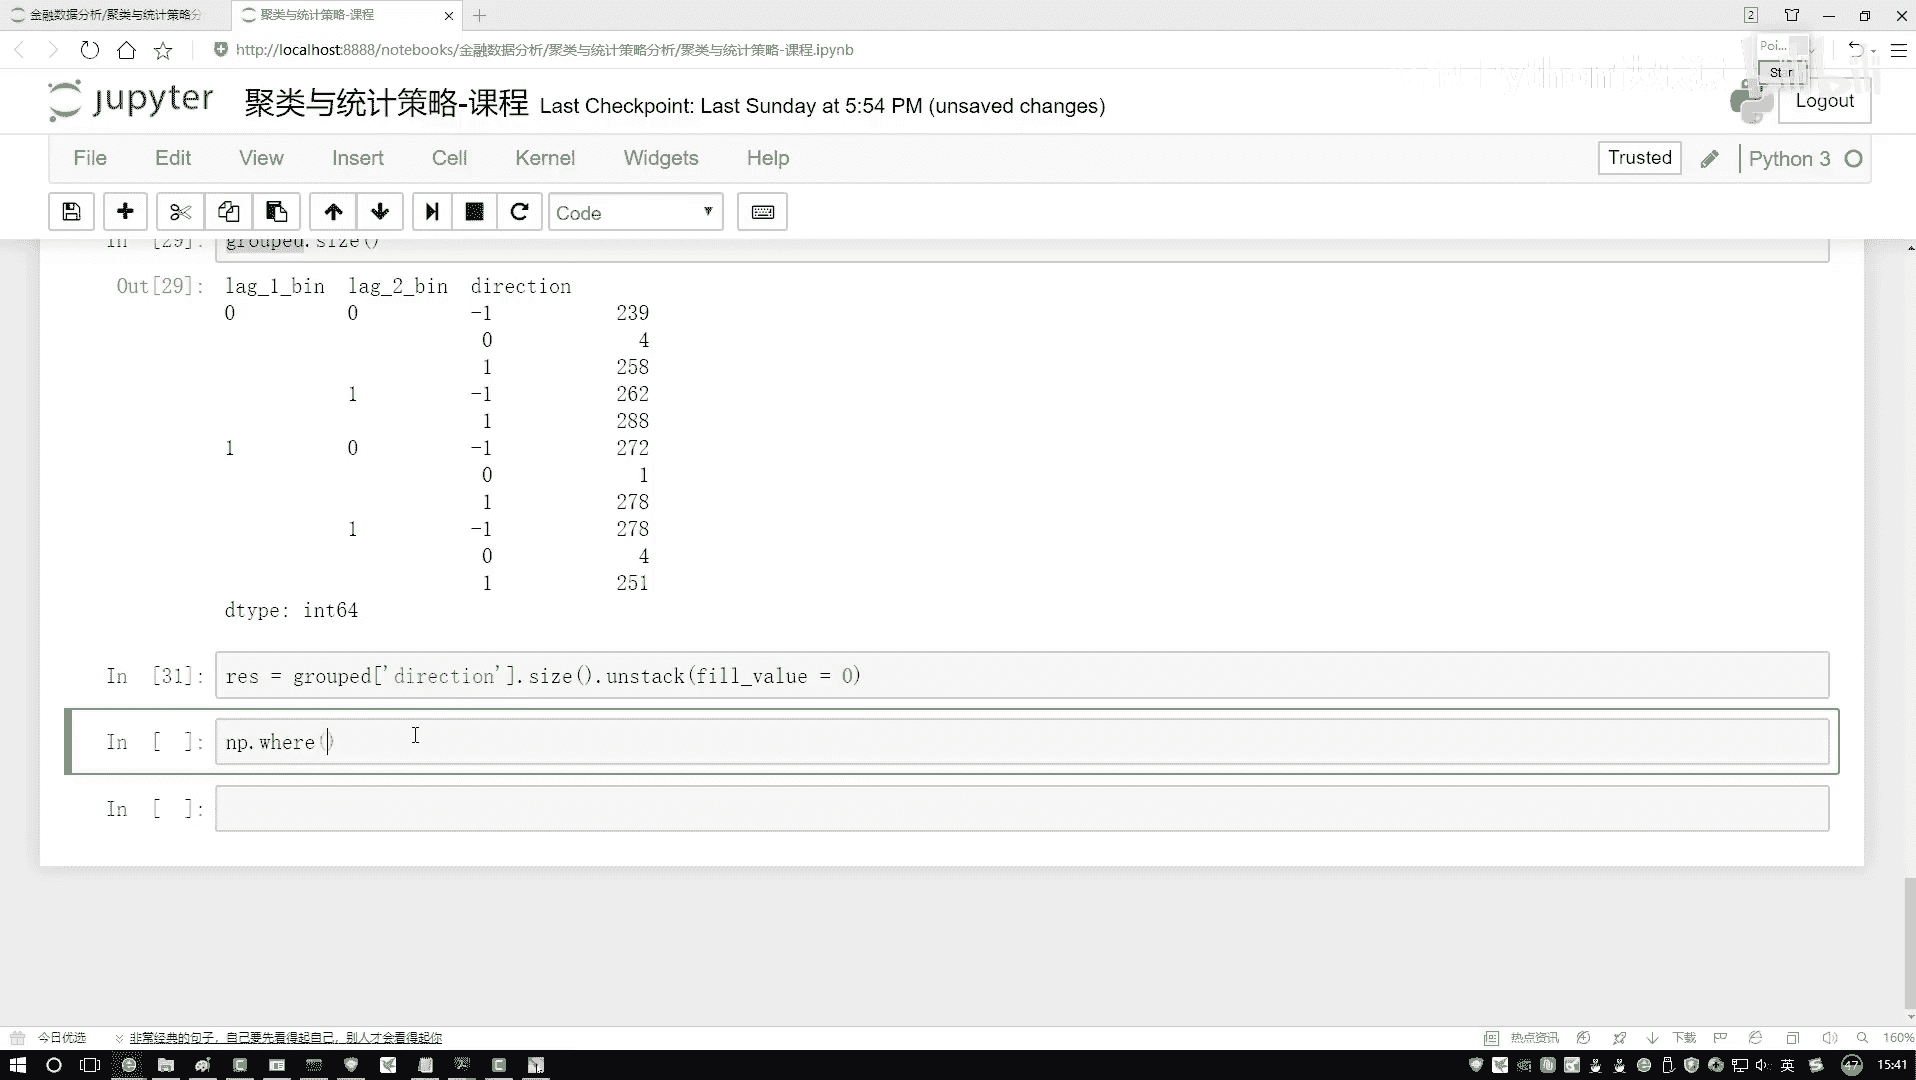 金融数据分析/聚类与统计策略分
聚类与统计策略-课程
2
http://localhost:8888/notebooks/金融数据分析/聚类与统计策略分析/聚类与统计策略-课程.ipynb
Poi...
jupyter 聚类与统计策略-课程 Last Checkpoint: Last Sunday at 5:54 PM (unsaved changes)
Logout
File Edit View Insert Cell Kernel Widgets Help
Trusted
Python 3
Code
In [29]: grouped.size()
Out[29]: lag_1_bin lag_2_bin direction
0 0 -1 239
0 4
1 258
1 -1 262
1 288
1 0 -1 272
0 1
1 278
1 -1 278
0 4
1 251
dtype: int64
In [31]: res = grouped['direction'].size().unstack(fill_value = 0)
In [ ]: np.where()
In [ ]:
今日优选
非常经典的句子，自己要先看得起自己，别人才会看得起你
热点资讯
下载
160%
英
47
15:41